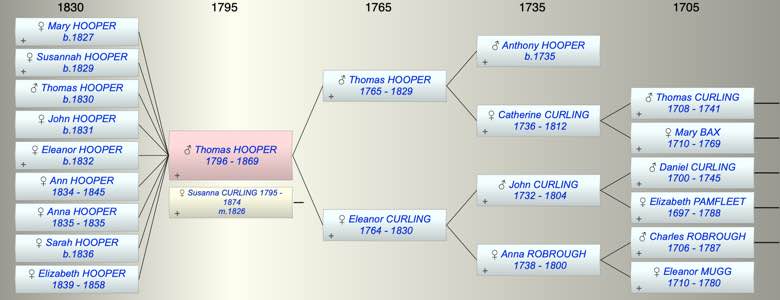 1830
1795
1765
1735
1705
♀ Mary HOOPER
b.1827
+
♀ Susannah HOOPER
b.1829
+
♂ Thomas HOOPER
b.1830
+
♂ John HOOPER
b.1831
+
♀ Eleanor HOOPER
b.1832
+
♀ Ann HOOPER
1834 - 1845
♀ Anna HOOPER
1835 - 1835
♀ Sarah HOOPER
b.1836
+
♀ Elizabeth HOOPER
1839 - 1858
♂ Thomas HOOPER
1796 - 1869
+
♀ Susanna CURLING 1795 -
1874
m.1826
+
♂ Thomas HOOPER
1765 - 1829
+
♀ Eleanor CURLING
1764 - 1830
+
♂ Anthony HOOPER
b.1735
+
♀ Catherine CURLING
1736 - 1812
+
♂ John CURLING
1732 - 1804
+
♀ Anna ROBROUGH
1738 - 1800
+
♂ Thomas CURLING
1708 - 1741
+
♀ Mary BAX
1710 - 1769
+
♂ Daniel CURLING
1700 - 1745
+
♀ Elizabeth PAMFLEET
1697 - 1788
+
♂ Charles ROBROUGH
1706 - 1787
+
♀ Eleanor MUGG
1710 - 1780
+